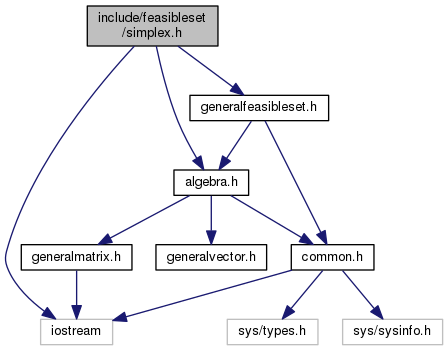 include/feasibleset
/simplex.h
generalfeasibleset.h
algebra.h
generalmatrix.h
generalvector.h
common.h
iostream
sys/types.h
sys/sysinfo.h